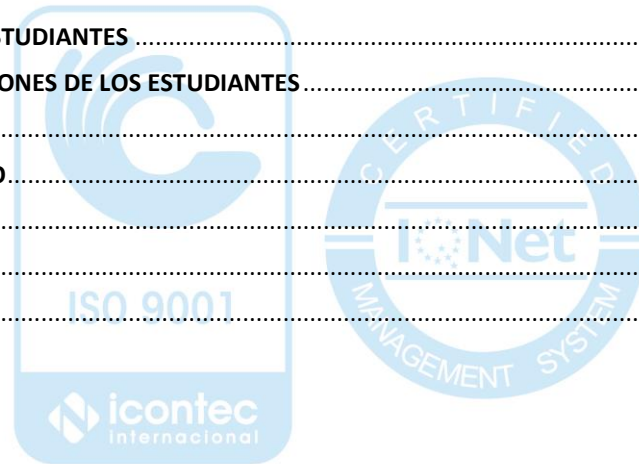 STUDIANTES ................................................................
ONES DE LOS ESTUDIANTES ........................................
................................................................................
O................................................................................
................................................................................
................................................................................
................................................................................
CERTIFIED
IQNet
MANAGEMENT SYSTEM
ISO 9001
icontec
internacional